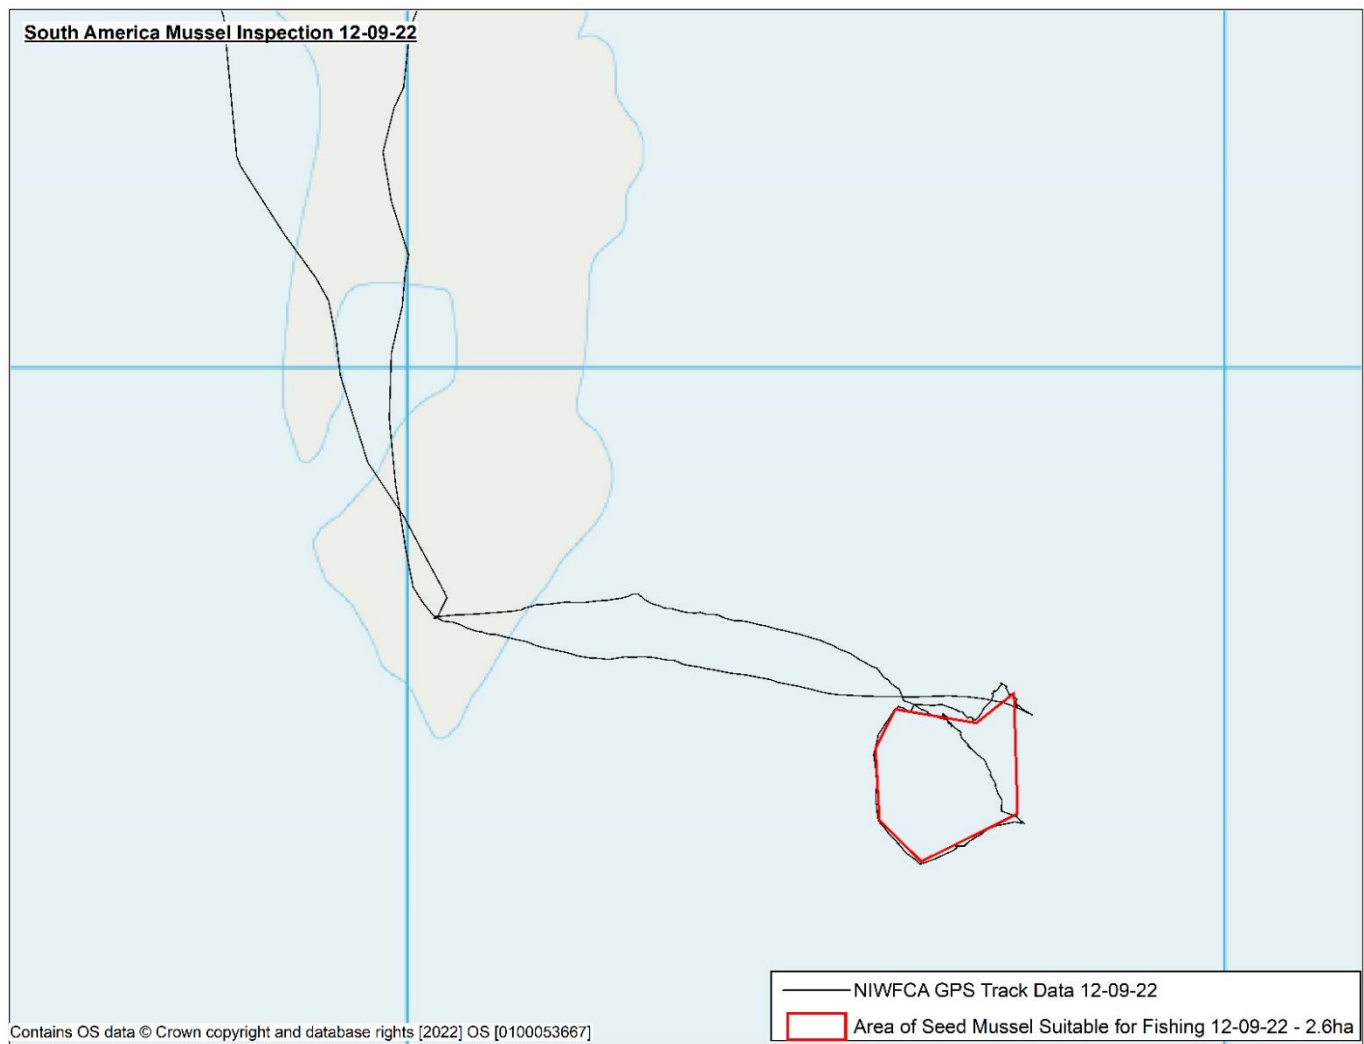 South America Mussel Inspection 12-09-22
NIWFCA GPS Track Data 12-09-22
Area of Seed Mussel Suitable for Fishing 12-09-22 - 2.6ha
Contains OS data © Crown copyright and database rights [2022] OS [0100053667]